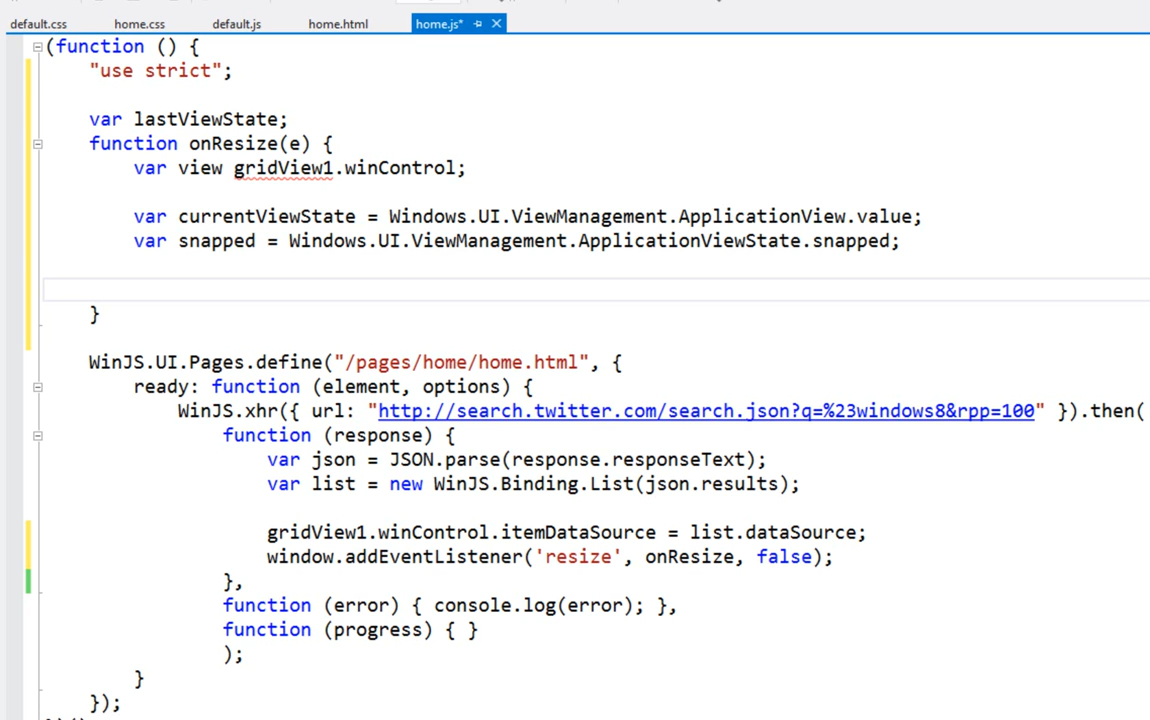 default.css home.css default.js home.html home.js*
(function () {
"use strict";
var lastViewState;
function onResize(e) {
var view gridView1.winControl;
var currentViewState = Windows.UI.ViewManagement.ApplicationView.value;
var snapped = Windows.UI.ViewManagement.ApplicationViewState.snapped;
}
WinJS.UI.Pages.define("/pages/home/home.html", {
ready: function (element, options) {
WinJS.xhr({ url: "http://search.twitter.com/search.json?q=%23windows8&rpp=100" }).then(
function (response) {
var json = JSON.parse(response.responseText);
var list = new WinJS.Binding.List(json.results);
gridView1.winControl.itemDataSource = list.dataSource;
window.addEventListener('resize', onResize, false);
},
function (error) { console.log(error); },
function (progress) { }
);
}
});